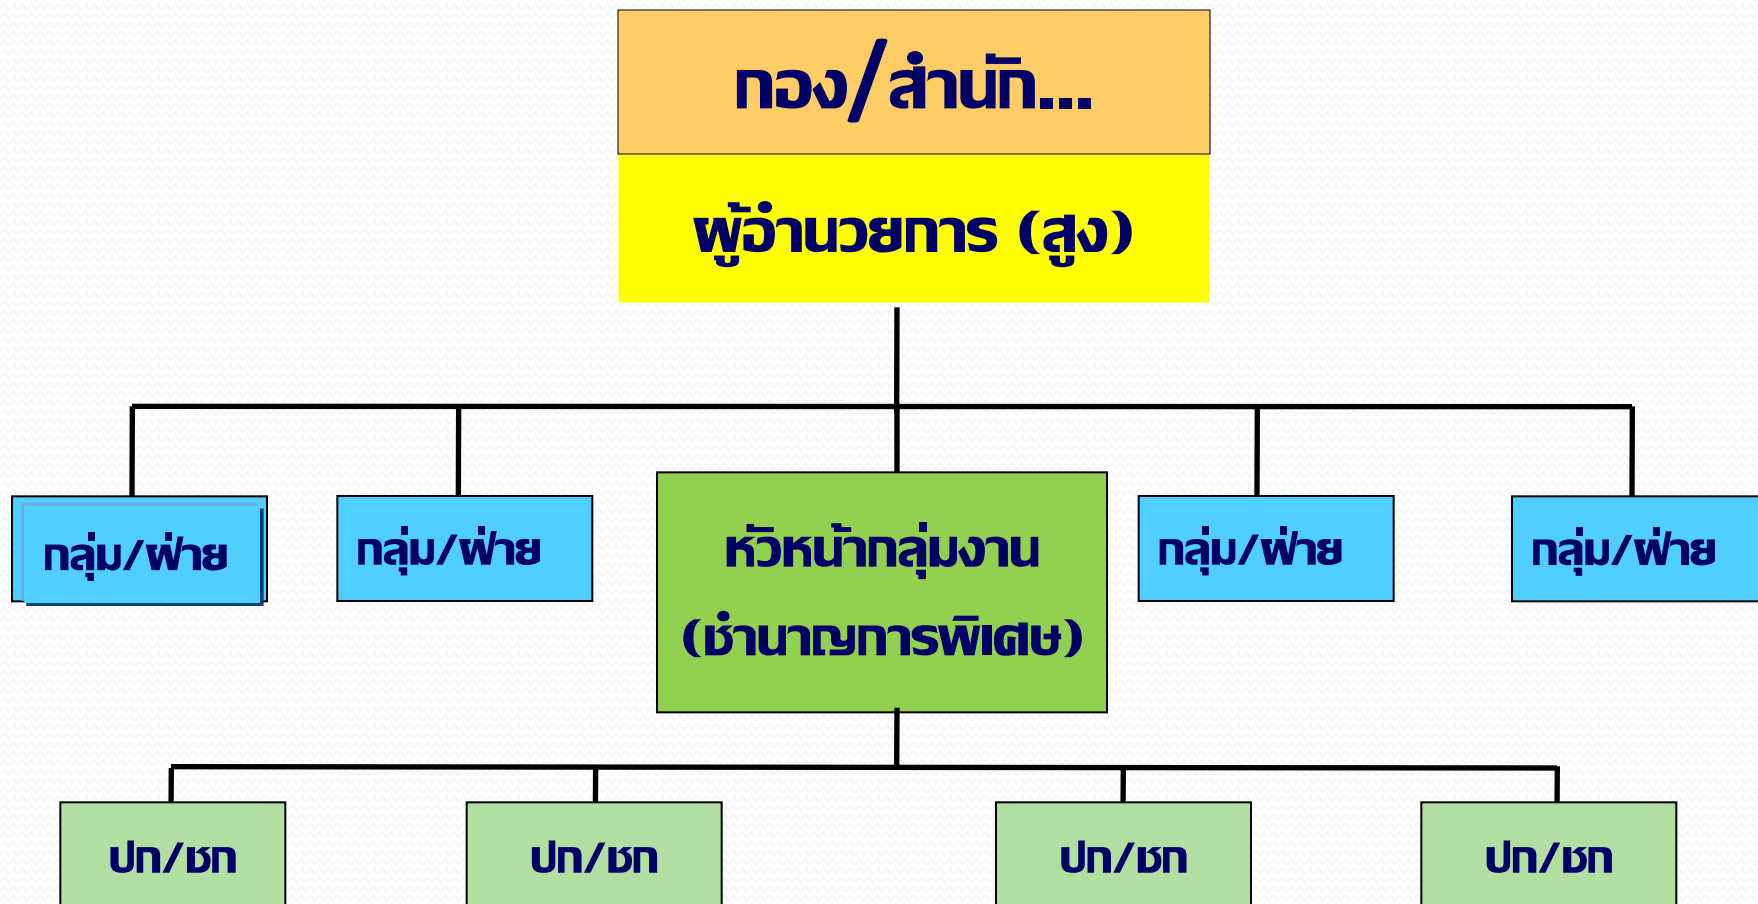 กอง/สำนัก...
ผู้อำนวยการ (สูง)
กลุ่ม/ฝ่าย
กลุ่ม/ฝ่าย
หัวหน้ากลุ่มงาน
(ชำนาญการพิเศษ)
กลุ่ม/ฝ่าย
กลุ่ม/ฝ่าย
ปก/ชก
ปก/ชก
ปก/ชก
ปก/ชก